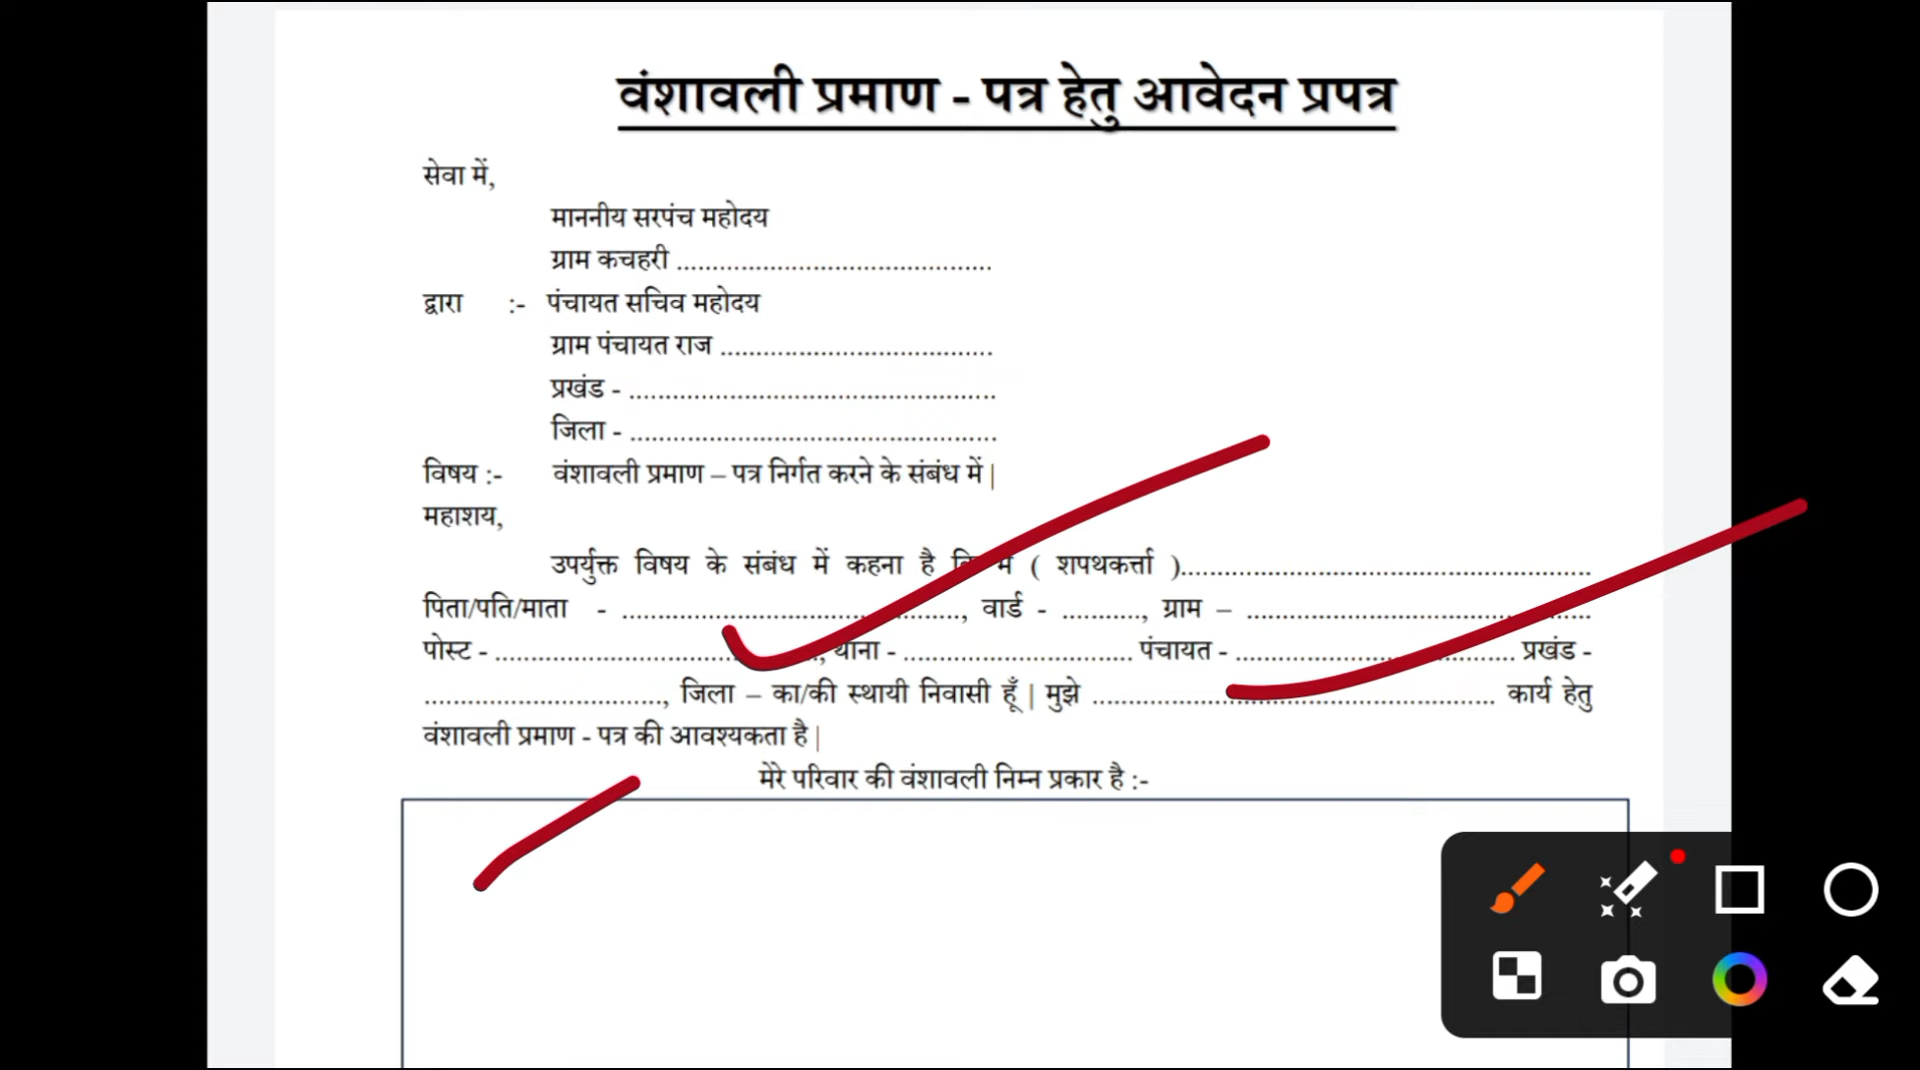 वंशावली प्रमाण - पत्र हेतु आवेदन प्रपत्र
सेवा में,
माननीय सरपंच महोदय
ग्राम कचहरी ............................................
द्वारा :- पंचायत सचिव महोदय
ग्राम पंचायत राज ......................................
प्रखंड - ...................................................
जिला - ...................................................
विषय :- वंशावली प्रमाण – पत्र निर्गत करने के संबंध में |
महाशय,
उपर्युक्त विषय के संबंध में कहना है ( शपथकर्त्ता ).........................................................
पिता/पति/माता - ..............................................., वार्ड - ..........., ग्राम – ...............................................
पोस्ट - .............................................., थाना - ................................ पंचायत - ....................................... प्रखंड -
................................., जिला – का/की स्थायी निवासी हूँ | मुझे ........................................................ कार्य हेतु
वंशावली प्रमाण - पत्र की आवश्यकता है |
मेरे परिवार की वंशावली निम्न प्रकार है :-